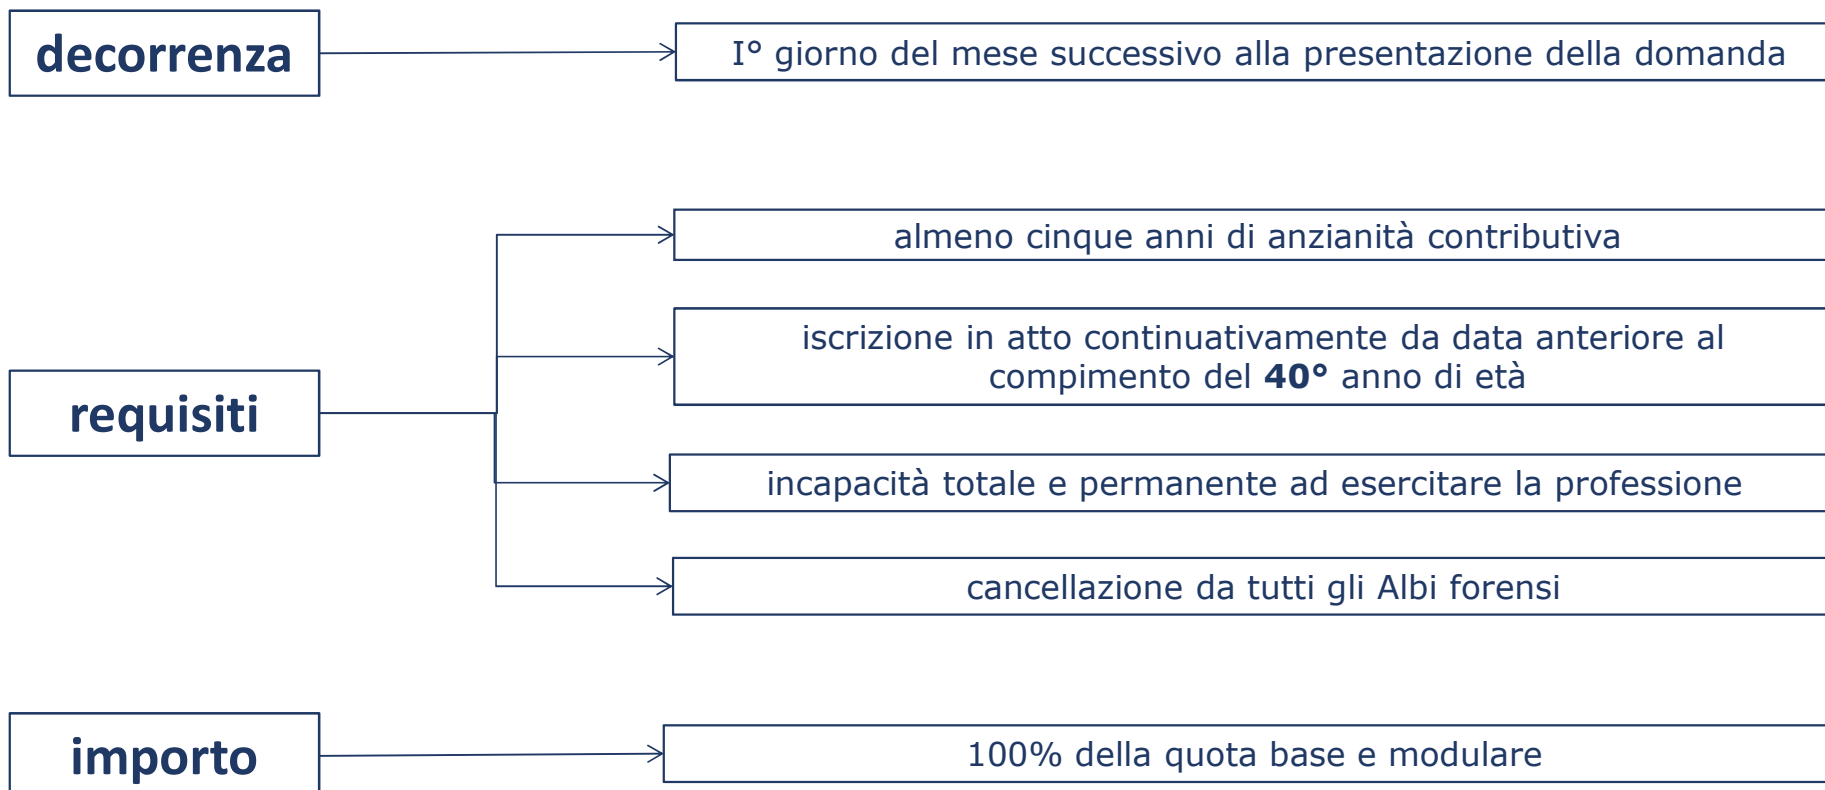 decorrenza
I° giorno del mese successivo alla presentazione della domanda
almeno cinque anni di anzianità contributiva
iscrizione in atto continuativamente da data anteriore al
compimento del 40° anno di età
requisiti
incapacità totale e permanente ad esercitare la professione
cancellazione da tutti gli Albi forensi
importo
100% della quota base e modulare